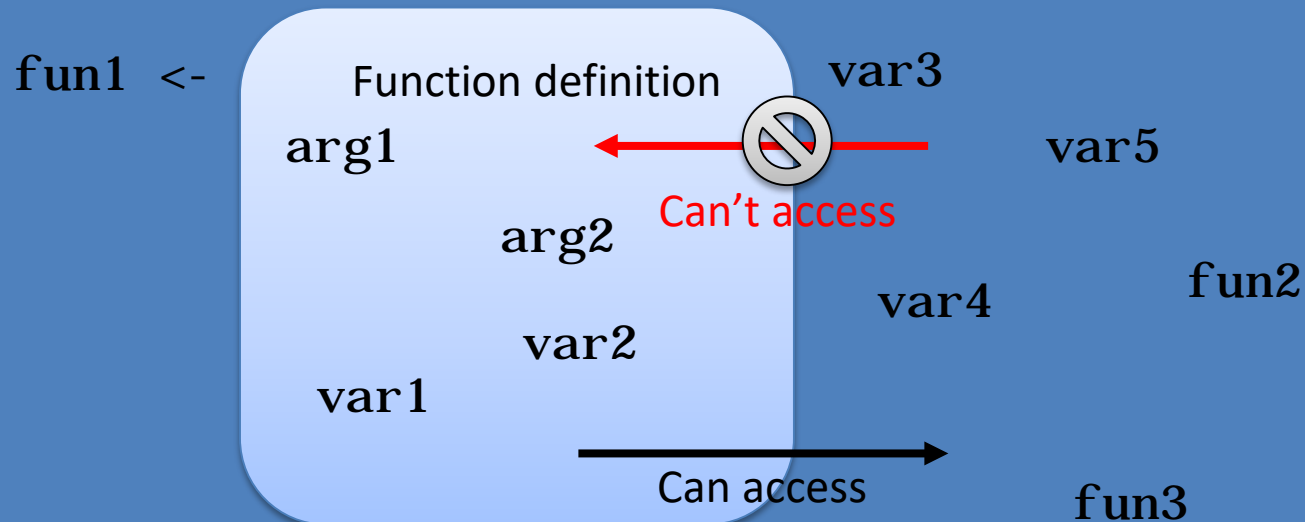 fun1 <-
Function definition
var3
arg1
var5
Can't access
arg2
fun2
var4
var2
var1
Can access
fun3